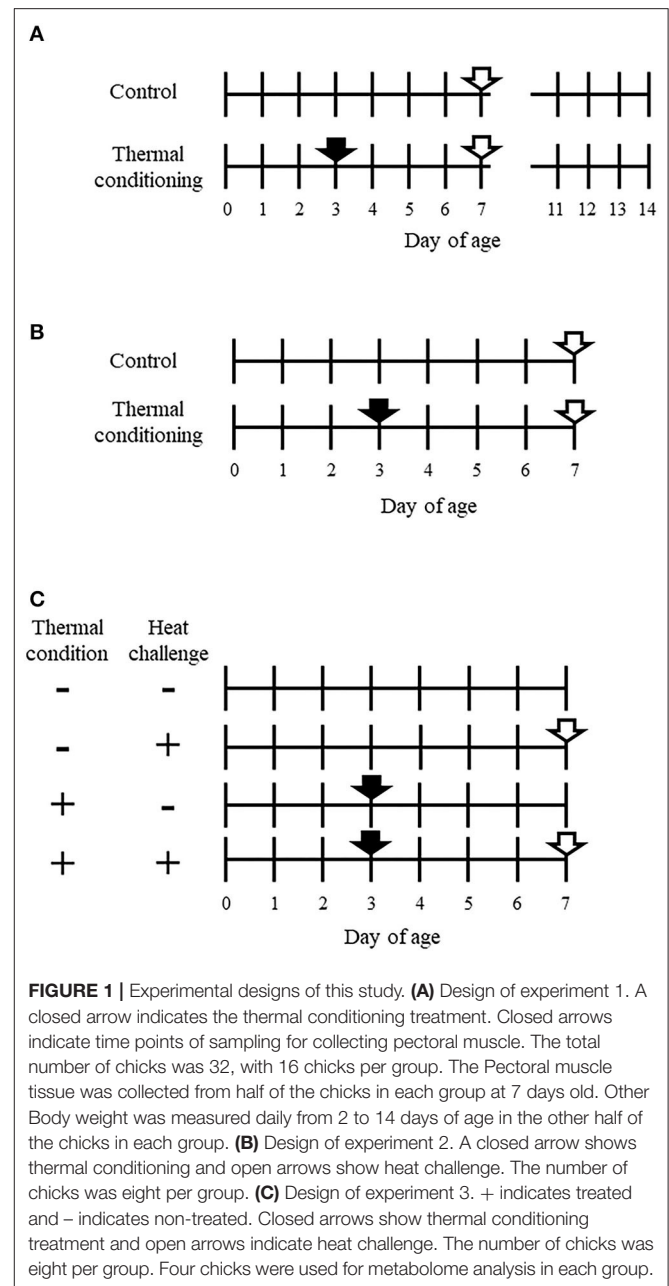 A
Control
Thermal
conditioning
0 1 2 3 4 5 6 7 11 12 13 14
Day of age
B
Control
Thermal
conditioning
0 1 2 3 4 5 6 7
Day of age
C
Thermal Heat
condition challenge
- -
- +
+ -
+ +
0 1 2 3 4 5 6 7
Day of age
FIGURE 1 | Experimental designs of this study. (A) Design of experiment 1. A
closed arrow indicates the thermal conditioning treatment. Closed arrows
indicate time points of sampling for collecting pectoral muscle. The total
number of chicks was 32, with 16 chicks per group. The Pectoral muscle
tissue was collected from half of the chicks in each group at 7 days old. Other
Body weight was measured daily from 2 to 14 days of age in the other half of
the chicks in each group. (B) Design of experiment 2. A closed arrow shows
thermal conditioning and open arrows show heat challenge. The number of
chicks was eight per group. (C) Design of experiment 3. + indicates treated
and – indicates non-treated. Closed arrows show thermal conditioning
treatment and open arrows indicate heat challenge. The number of chicks was
eight per group. Four chicks were used for metabolome analysis in each group.